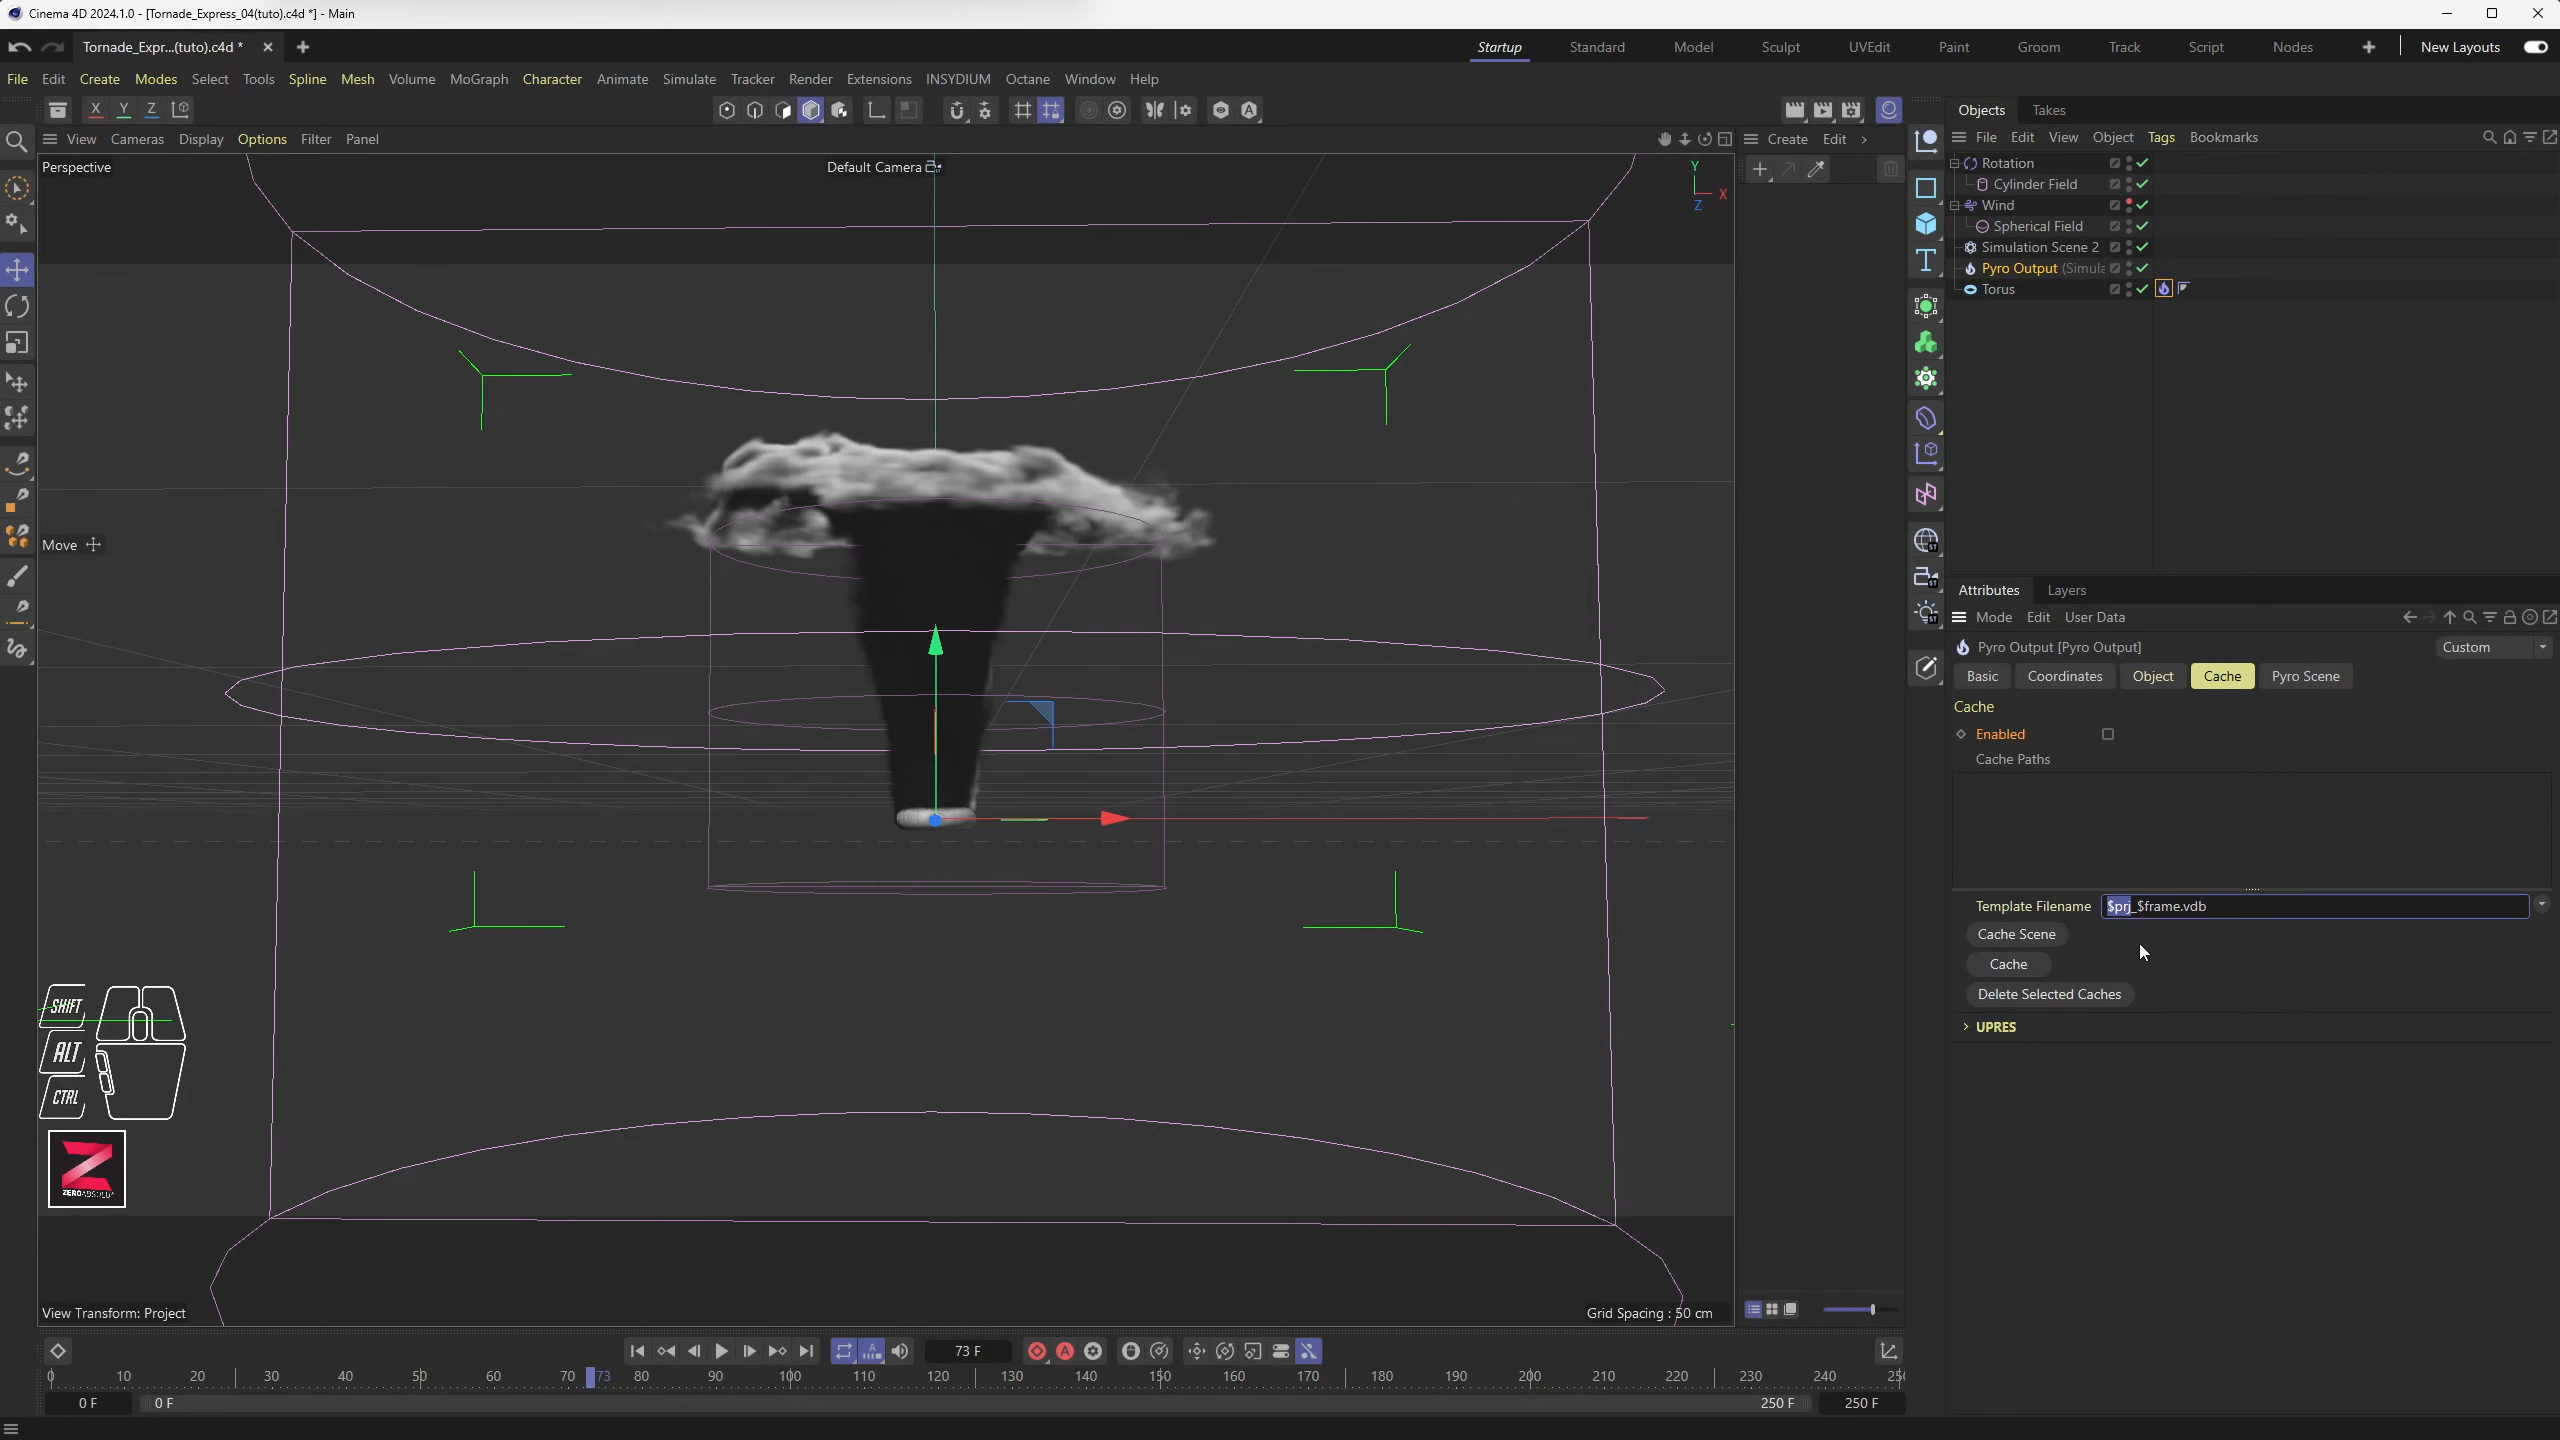 Cinema 4D 2024.1.0 - [Tornade_Express_04(tuto).c4d *] - Main
Tornade_Expr...(tuto).c4d *
Startup Standard Model Sculpt UVEdit Paint Groom Track Script Nodes New Layouts
File Edit Create Modes Select Tools Spline Mesh Volume MoGraph Character Animate Simulate Tracker Render Extensions INSYDIUM Octane Window Help
X Y Z
Objects Takes
View Cameras Display Options Filter Panel
Create Edit
File Edit View Object Tags Bookmarks
Perspective
Default Camera
Y
X
Z
Rotation
Cylinder Field
Wind
Spherical Field
Simulation Scene 2
Pyro Output (Simula
Torus
Move
Attributes Layers
Mode Edit User Data
Pyro Output [Pyro Output]
Custom
Basic Coordinates Object Cache Pyro Scene
Cache
Enabled
Cache Paths
Template Filename $prj_$frame.vdb
Cache Scene
Cache
Delete Selected Caches
UPRES
SHIFT
ALT
CTRL
Z
ZEROABSOLU
View Transform: Project
Grid Spacing : 50 cm
73 F
0 10 20 30 40 50 60 70 73 80 90 100 110 120 130 140 150 160 170 180 190 200 210 220 230 240 25
0 F 0 F 250 F 250 F